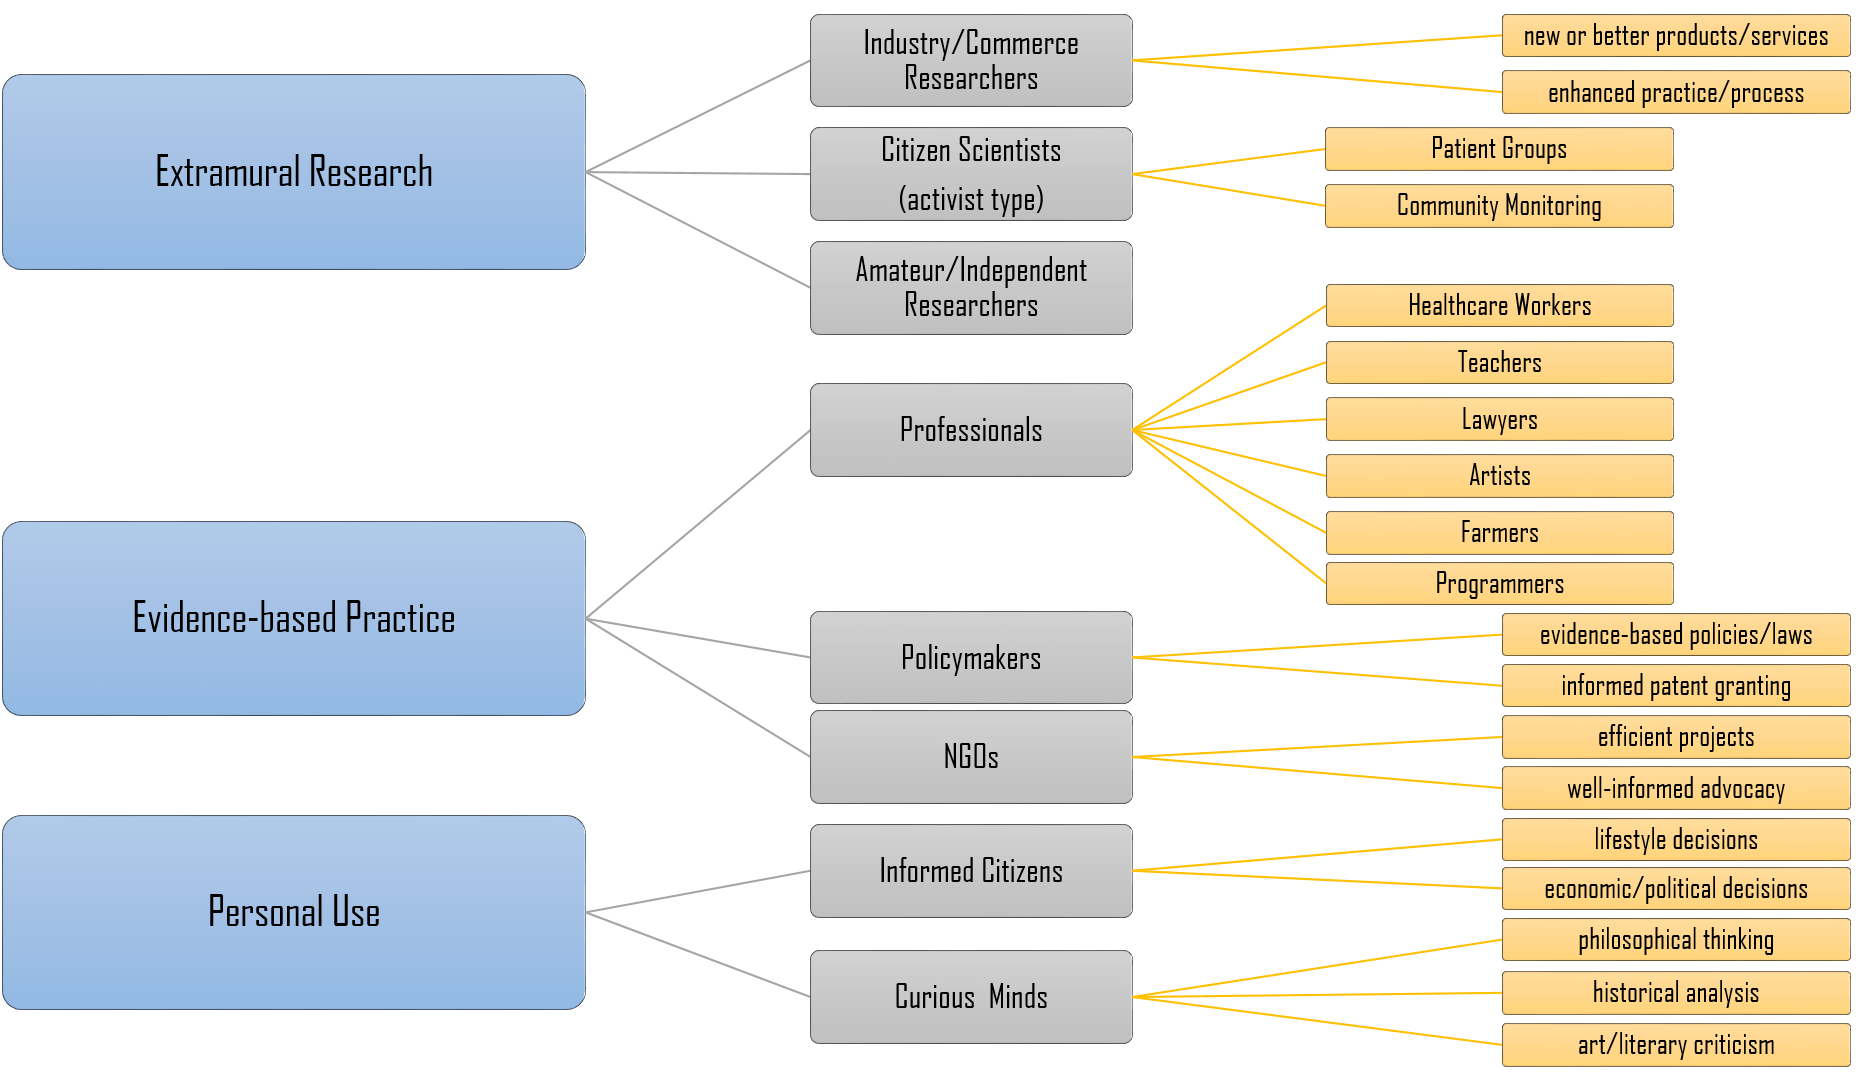 Extramural Research
Industry/Commerce
Researchers
new or better products/services
enhanced practice/process
Citizen Scientists
(activist type)
Patient Groups
Community Monitoring
Amateur/Independent
Researchers
Evidence-based Practice
Professionals
Healthcare Workers
Teachers
Lawyers
Artists
Farmers
Programmers
Policymakers
evidence-based policies/laws
informed patent granting
NGOs
efficient projects
well-informed advocacy
Personal Use
Informed Citizens
lifestyle decisions
economic/political decisions
Curious Minds
philosophical thinking
historical analysis
art/literary criticism